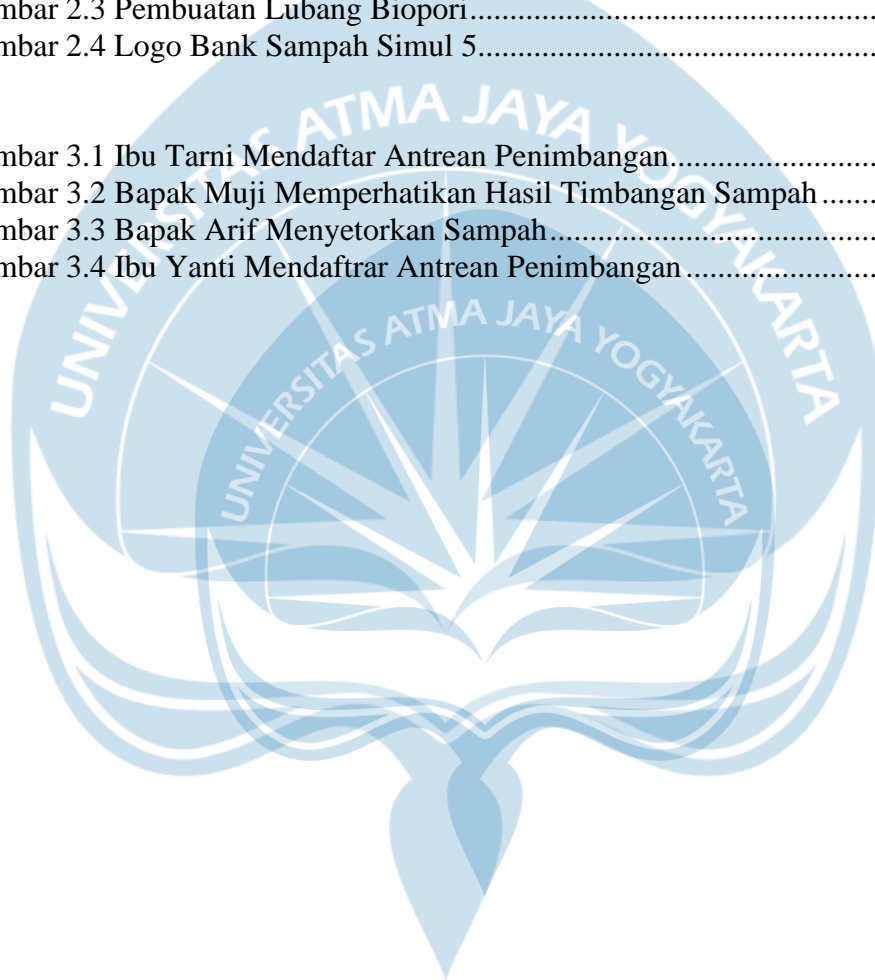 mbar 2.3 Pembuatan Lubang Biopori....................................................
mbar 2.4 Logo Bank Sampah Simul 5..................................................
mbar 3.1 Ibu Tarni Mendaftar Antrean Penimbangan..........................
mbar 3.2 Bapak Muji Memperhatikan Hasil Timbangan Sampah.......
mbar 3.3 Bapak Arif Menyetorkan Sampah.........................................
mbar 3.4 Ibu Yanti Mendaftrar Antrean Penimbangan........................
UNIVERSITAS ATMA JAYA YOGYAKARTA
UNIVERSITAS ATMA JAYA YOGYAKARTA